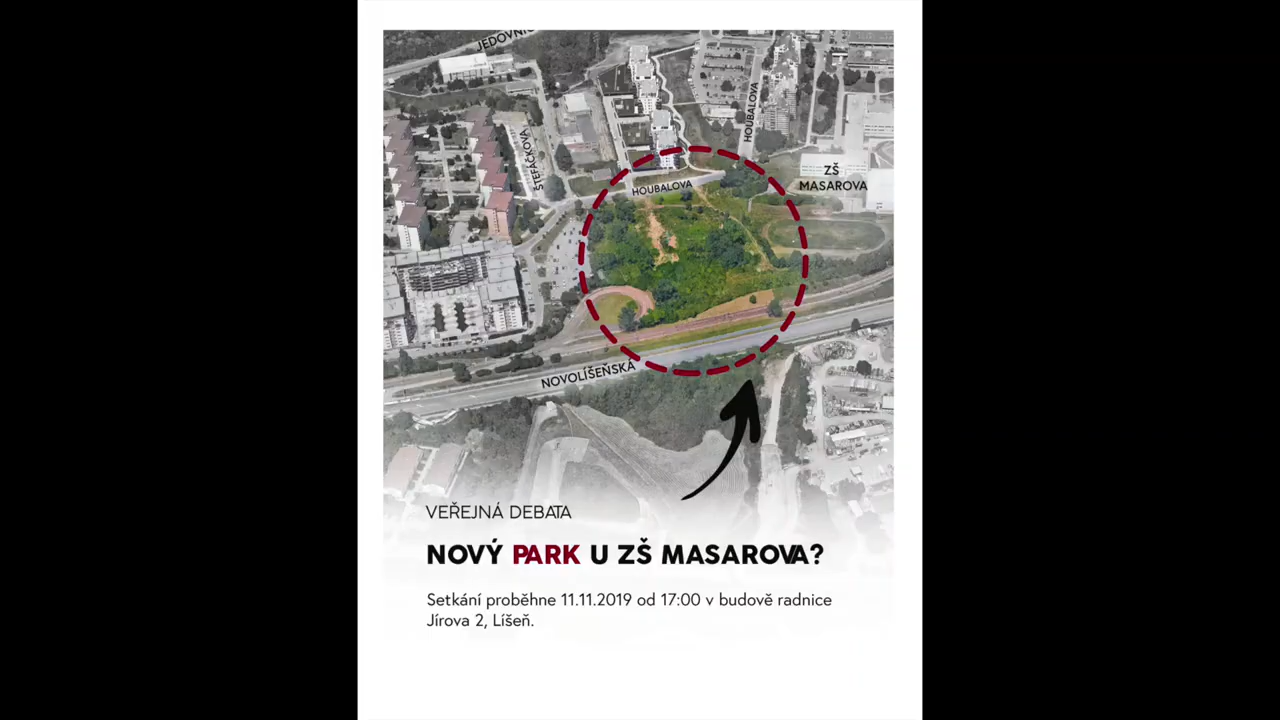 JEDOVNIC
HOUBALOVA
ŠTEFÁČKOVA
ZŠ
MASAROVA
HOUBALOVA
NOVOLÍŠEŇSKÁ
VEŘEJNÁ DEBATA
NOVÝ PARK U ZŠ MASAROVA?
Setkání proběhne 11.11.2019 od 17:00 v budově radnice
Jírova 2, Líšeň.